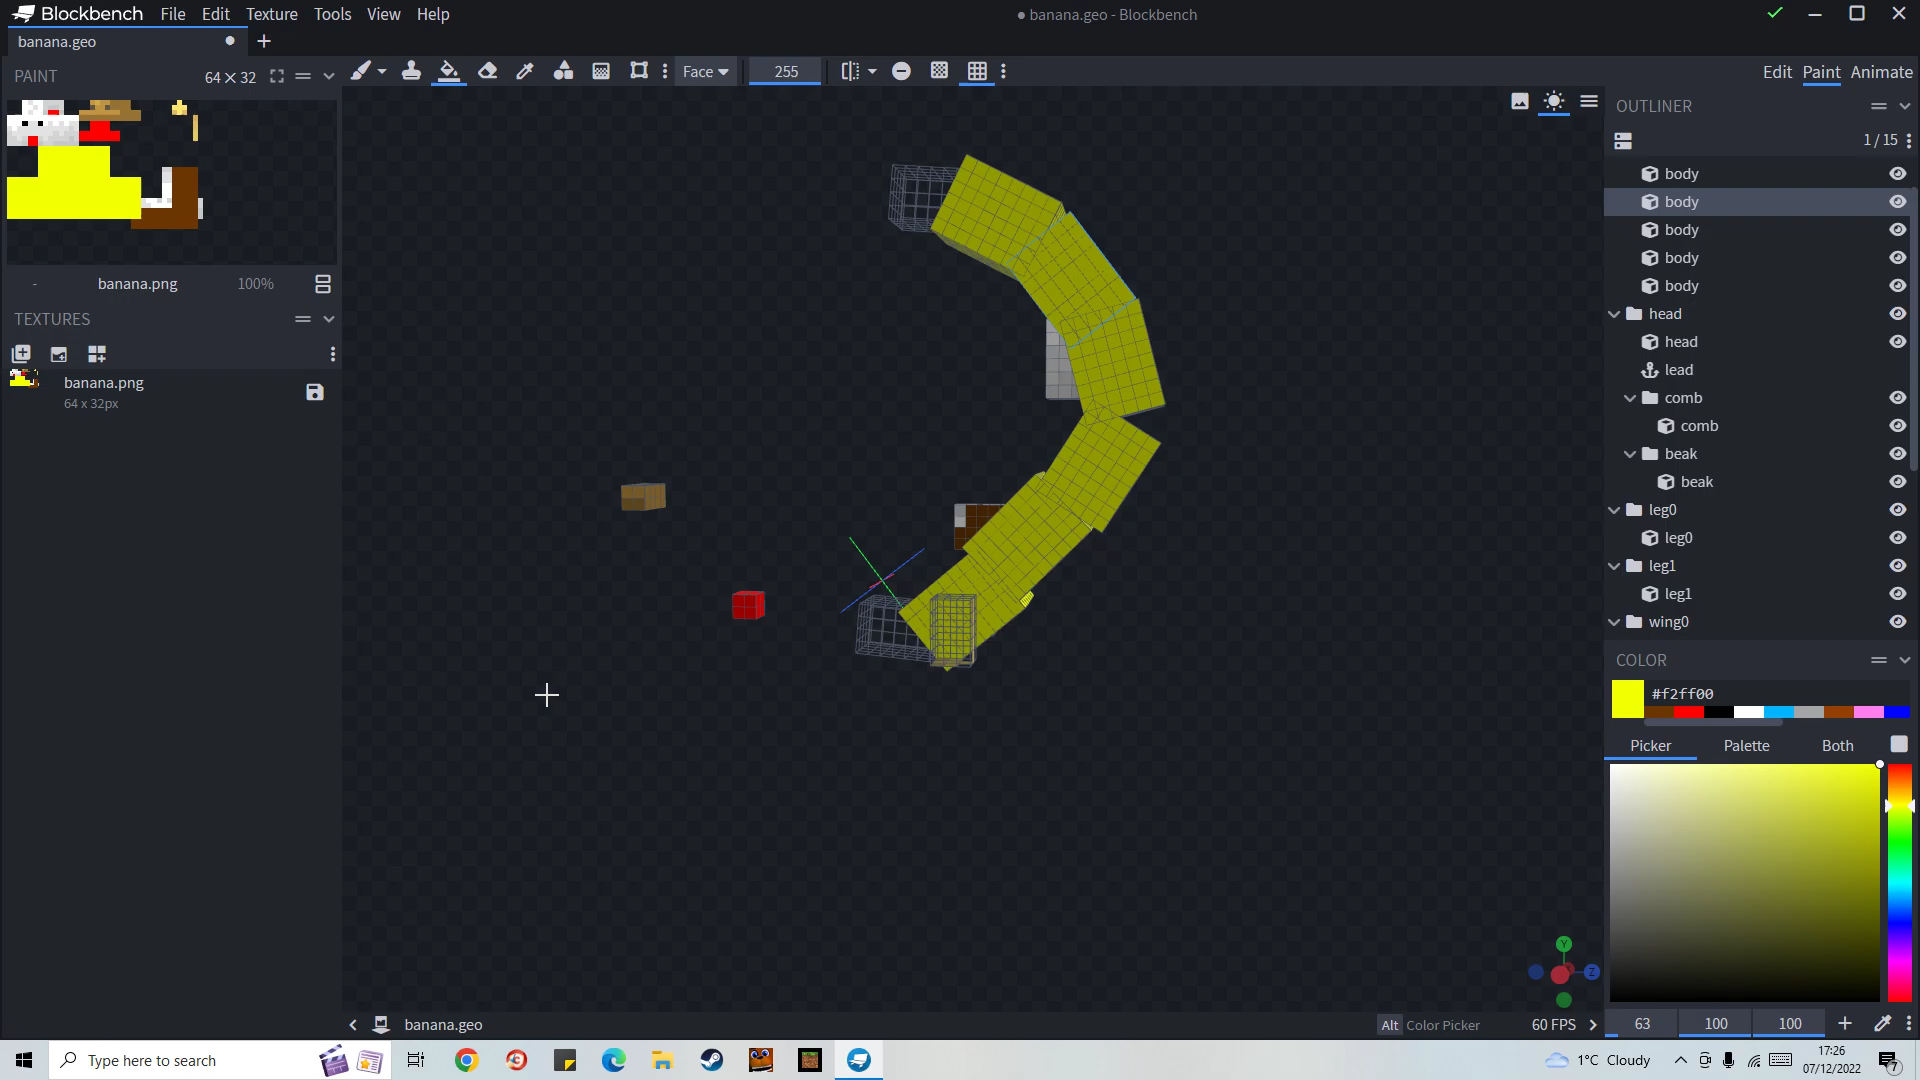 Blockbench File Edit Texture Tools View Help
● banana.geo - Blockbench
banana.geo
PAINT 64 × 32
Face 255
Edit Paint Animate
OUTLINER
1 / 15
body
body
body
body
body
head
head
lead
comb
comb
beak
beak
leg0
leg0
leg1
leg1
wing0
- banana.png 100%
TEXTURES
banana.png
64 x 32px
COLOR
#f2ff00
Picker Palette Both
63 100 100
Y
Z
banana.geo
Alt Color Picker 60 FPS
Type here to search
1°C Cloudy
17:26
07/12/2022
7